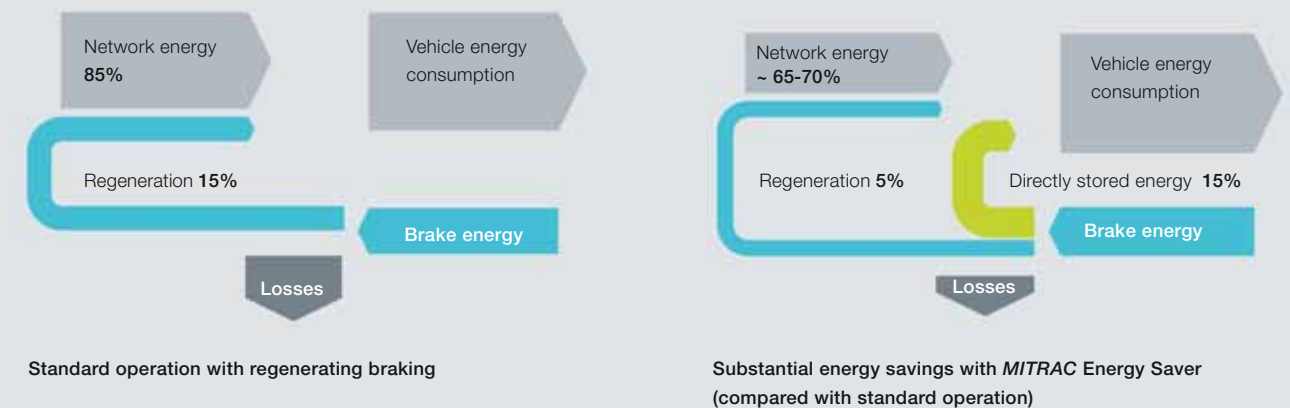 Network energy
85%
Vehicle energy
consumption
Regeneration 15%
Brake energy
Losses
Standard operation with regenerating braking
Network energy
~ 65-70%
Vehicle energy
consumption
Regeneration 5%
Directly stored energy 15%
Brake energy
Losses
Substantial energy savings with MITRAC Energy Saver
(compared with standard operation)